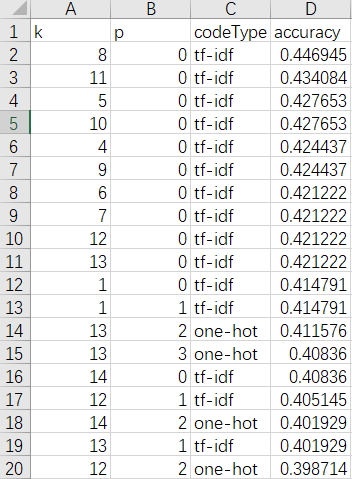 A B C D
1 k p codeType accuracy
2 8 0 tf-idf 0.446945
3 11 0 tf-idf 0.434084
4 5 0 tf-idf 0.427653
5 10 0 tf-idf 0.427653
6 4 0 tf-idf 0.424437
7 9 0 tf-idf 0.424437
8 6 0 tf-idf 0.421222
9 7 0 tf-idf 0.421222
10 12 0 tf-idf 0.421222
11 13 0 tf-idf 0.421222
12 1 0 tf-idf 0.414791
13 1 1 tf-idf 0.414791
14 13 2 one-hot 0.411576
15 13 3 one-hot 0.40836
16 14 0 tf-idf 0.40836
17 12 1 tf-idf 0.405145
18 14 2 one-hot 0.401929
19 13 1 tf-idf 0.401929
20 12 2 one-hot 0.398714